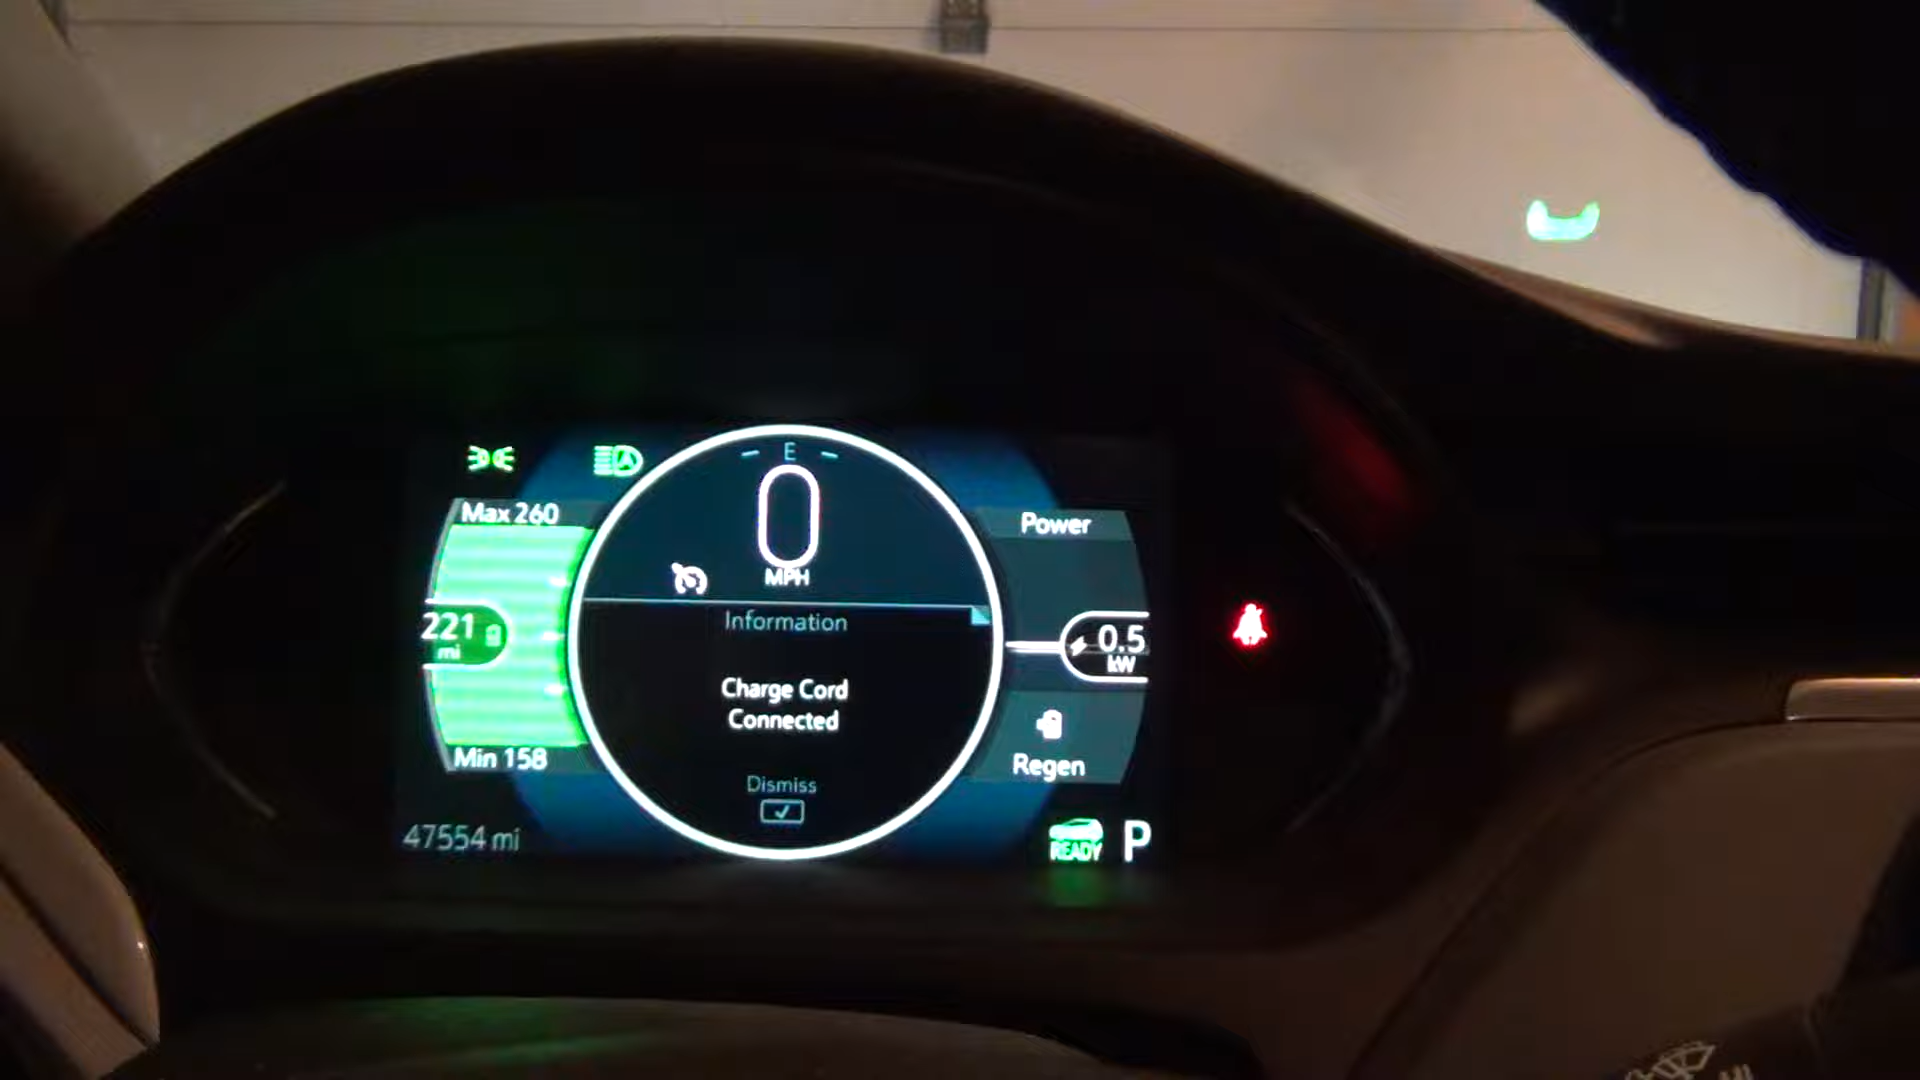 E
0
MPH
Max 260
221
mi
Min 158
47554 mi
Information
Charge Cord
Connected
Dismiss
Power
0.5
kW
Regen
READY
P